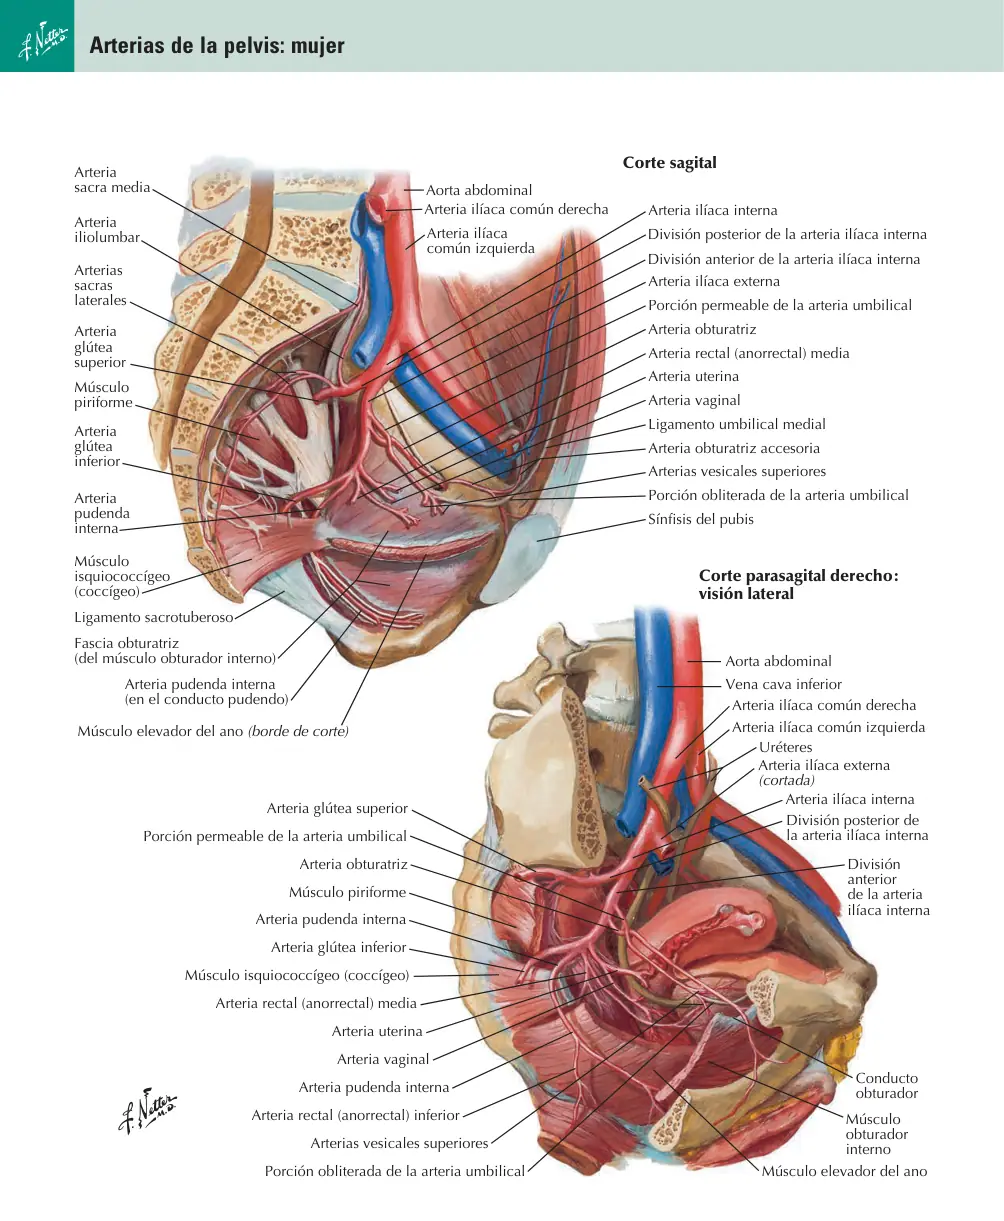 F. Netter M.D.
Arterias de la pelvis: mujer
Corte sagital
Arteria
sacra media
Arteria
iliolumbar
Arterias
sacras
laterales
Arteria
glútea
superior
Músculo
piriforme
Arteria
glútea
inferior
Arteria
pudenda
interna
Músculo
isquiococcígeo
(coccígeo)
Ligamento sacrotuberoso
Fascia obturatriz
(del músculo obturador interno)
Arteria pudenda interna
(en el conducto pudendo)
Músculo elevador del ano (borde de corte)
Aorta abdominal
Arteria ilíaca común derecha
Arteria ilíaca
común izquierda
Arteria ilíaca interna
División posterior de la arteria ilíaca interna
División anterior de la arteria ilíaca interna
Arteria ilíaca externa
Porción permeable de la arteria umbilical
Arteria obturatriz
Arteria rectal (anorrectal) media
Arteria uterina
Arteria vaginal
Ligamento umbilical medial
Arteria obturatriz accesoria
Arterias vesicales superiores
Porción obliterada de la arteria umbilical
Sínfisis del pubis
Corte parasagital derecho:
visión lateral
Aorta abdominal
Vena cava inferior
Arteria ilíaca común derecha
Arteria ilíaca común izquierda
Uréteres
Arteria ilíaca externa
(cortada)
Arteria ilíaca interna
División posterior de
la arteria ilíaca interna
División
anterior
de la arteria
ilíaca interna
Arteria glútea superior
Porción permeable de la arteria umbilical
Arteria obturatriz
Músculo piriforme
Arteria pudenda interna
Arteria glútea inferior
Músculo isquiococcígeo (coccígeo)
Arteria rectal (anorrectal) media
Arteria uterina
Arteria vaginal
Arteria pudenda interna
Arteria rectal (anorrectal) inferior
Arterias vesicales superiores
Porción obliterada de la arteria umbilical
Conducto
obturador
Músculo
obturador
interno
Músculo elevador del ano
F. Netter M.D.